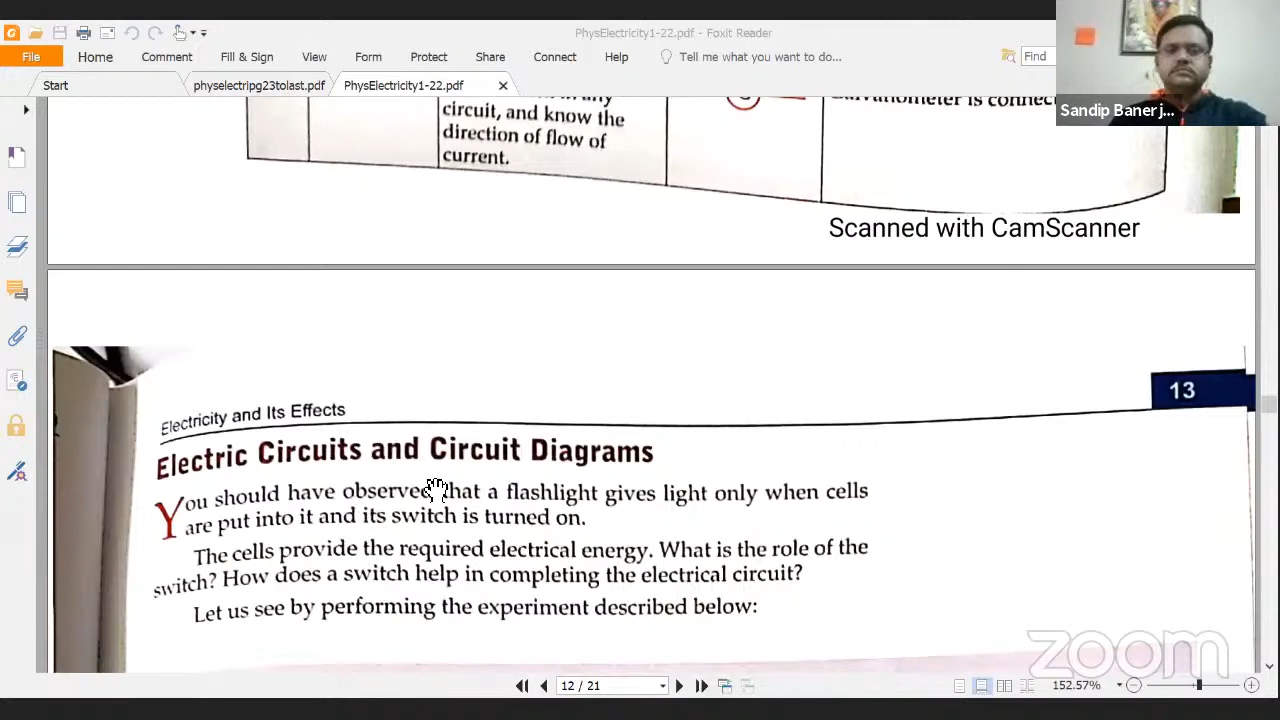 PhysElectricity1-22.pdf - Foxit Reader
File Home Comment Fill & Sign View Form Protect Share Connect Help Tell me what you want to do... Find
Start physelectripg23tolast.pdf PhysElectricity1-22.pdf
Sandip Banerj...
circuit, and know the
direction of flow of
current.
Galvanometer is connec
Scanned with CamScanner
13
Electricity and Its Effects
Electric Circuits and Circuit Diagrams
You should have observed that a flashlight gives light only when cells
are put into it and its switch is turned on.
The cells provide the required electrical energy. What is the role of the
switch? How does a switch help in completing the electrical circuit?
Let us see by performing the experiment described below:
zoom
12 / 21
152.57%